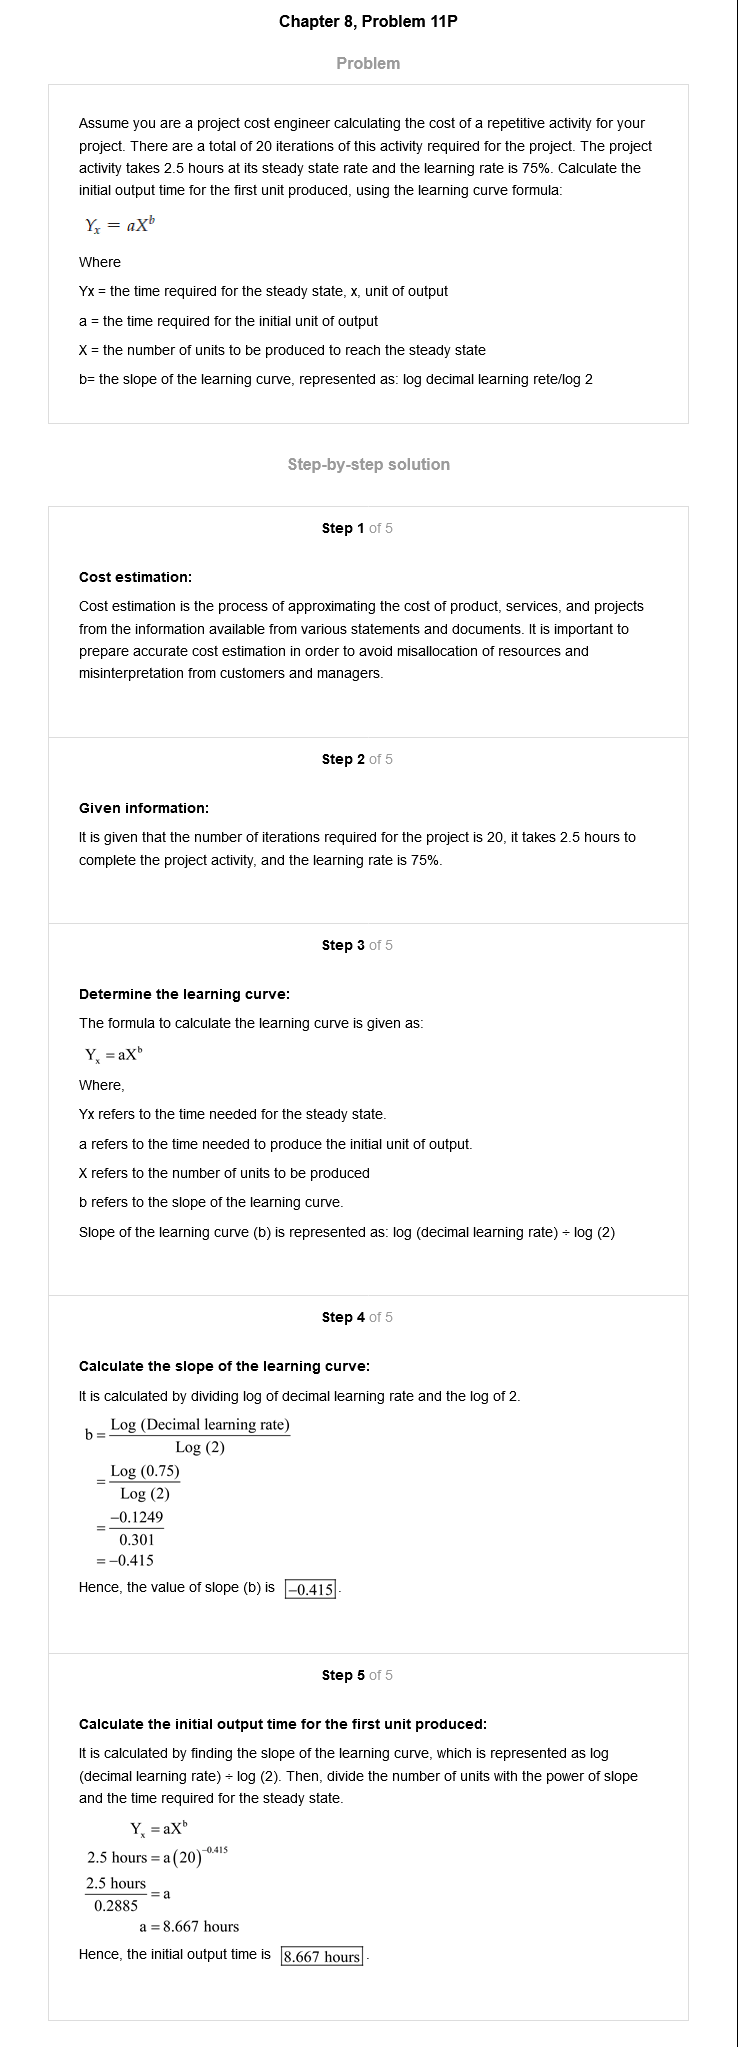 Chapter 8, Problem 11P
Problem
Assume you are a project cost engineer calculating the cost of a repetitive activity for your
project. There are a total of 20 iterations of this activity required for the project. The project
activity takes 2.5 hours at its steady state rate and the learning rate is 75%. Calculate the
initial output time for the first unit produced, using the learning curve formula:
Yₓ = aXᵇ
Where
Yx = the time required for the steady state, x, unit of output
a = the time required for the initial unit of output
X = the number of units to be produced to reach the steady state
b= the slope of the learning curve, represented as: log decimal learning rete/log 2
Step-by-step solution
Step 1 of 5
Cost estimation:
Cost estimation is the process of approximating the cost of product, services, and projects
from the information available from various statements and documents. It is important to
prepare accurate cost estimation in order to avoid misallocation of resources and
misinterpretation from customers and managers.
Step 2 of 5
Given information:
It is given that the number of iterations required for the project is 20, it takes 2.5 hours to
complete the project activity, and the learning rate is 75%.
Step 3 of 5
Determine the learning curve:
The formula to calculate the learning curve is given as:
Yₓ = aXᵇ
Where,
Yx refers to the time needed for the steady state.
a refers to the time needed to produce the initial unit of output.
X refers to the number of units to be produced
b refers to the slope of the learning curve.
Slope of the learning curve (b) is represented as: log (decimal learning rate) ÷ log (2)
Step 4 of 5
Calculate the slope of the learning curve:
It is calculated by dividing log of decimal learning rate and the log of 2.
b = Log (Decimal learning rate)
Log (2)
= Log (0.75)
Log (2)
= −0.1249
0.301
= −0.415
Hence, the value of slope (b) is −0.415.
Step 5 of 5
Calculate the initial output time for the first unit produced:
It is calculated by finding the slope of the learning curve, which is represented as log
(decimal learning rate) ÷ log (2). Then, divide the number of units with the power of slope
and the time required for the steady state.
Yₓ = aXᵇ
2.5 hours = a(20)⁻⁰·⁴¹⁵
2.5 hours
0.2885 = a
a = 8.667 hours
Hence, the initial output time is 8.667 hours.